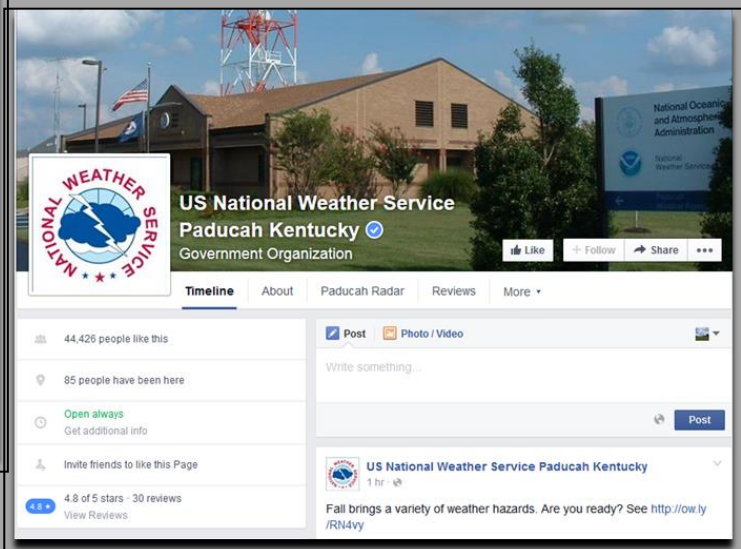 National Oceanic
and Atmospheric
Administration
National
Weather Service
NATIONAL WEATHER SERVICE
US National Weather Service
Paducah Kentucky
Government Organization
Like
+ Follow
Share
Timeline
About
Paducah Radar
Reviews
More
44,426 people like this
85 people have been here
Open always
Get additional info
Invite friends to like this Page
4.8
4.8 of 5 stars · 30 reviews
View Reviews
Post
Photo / Video
Write something...
Post
US National Weather Service Paducah Kentucky
1 hr ·
Fall brings a variety of weather hazards. Are you ready? See http://ow.ly
/RN4vy